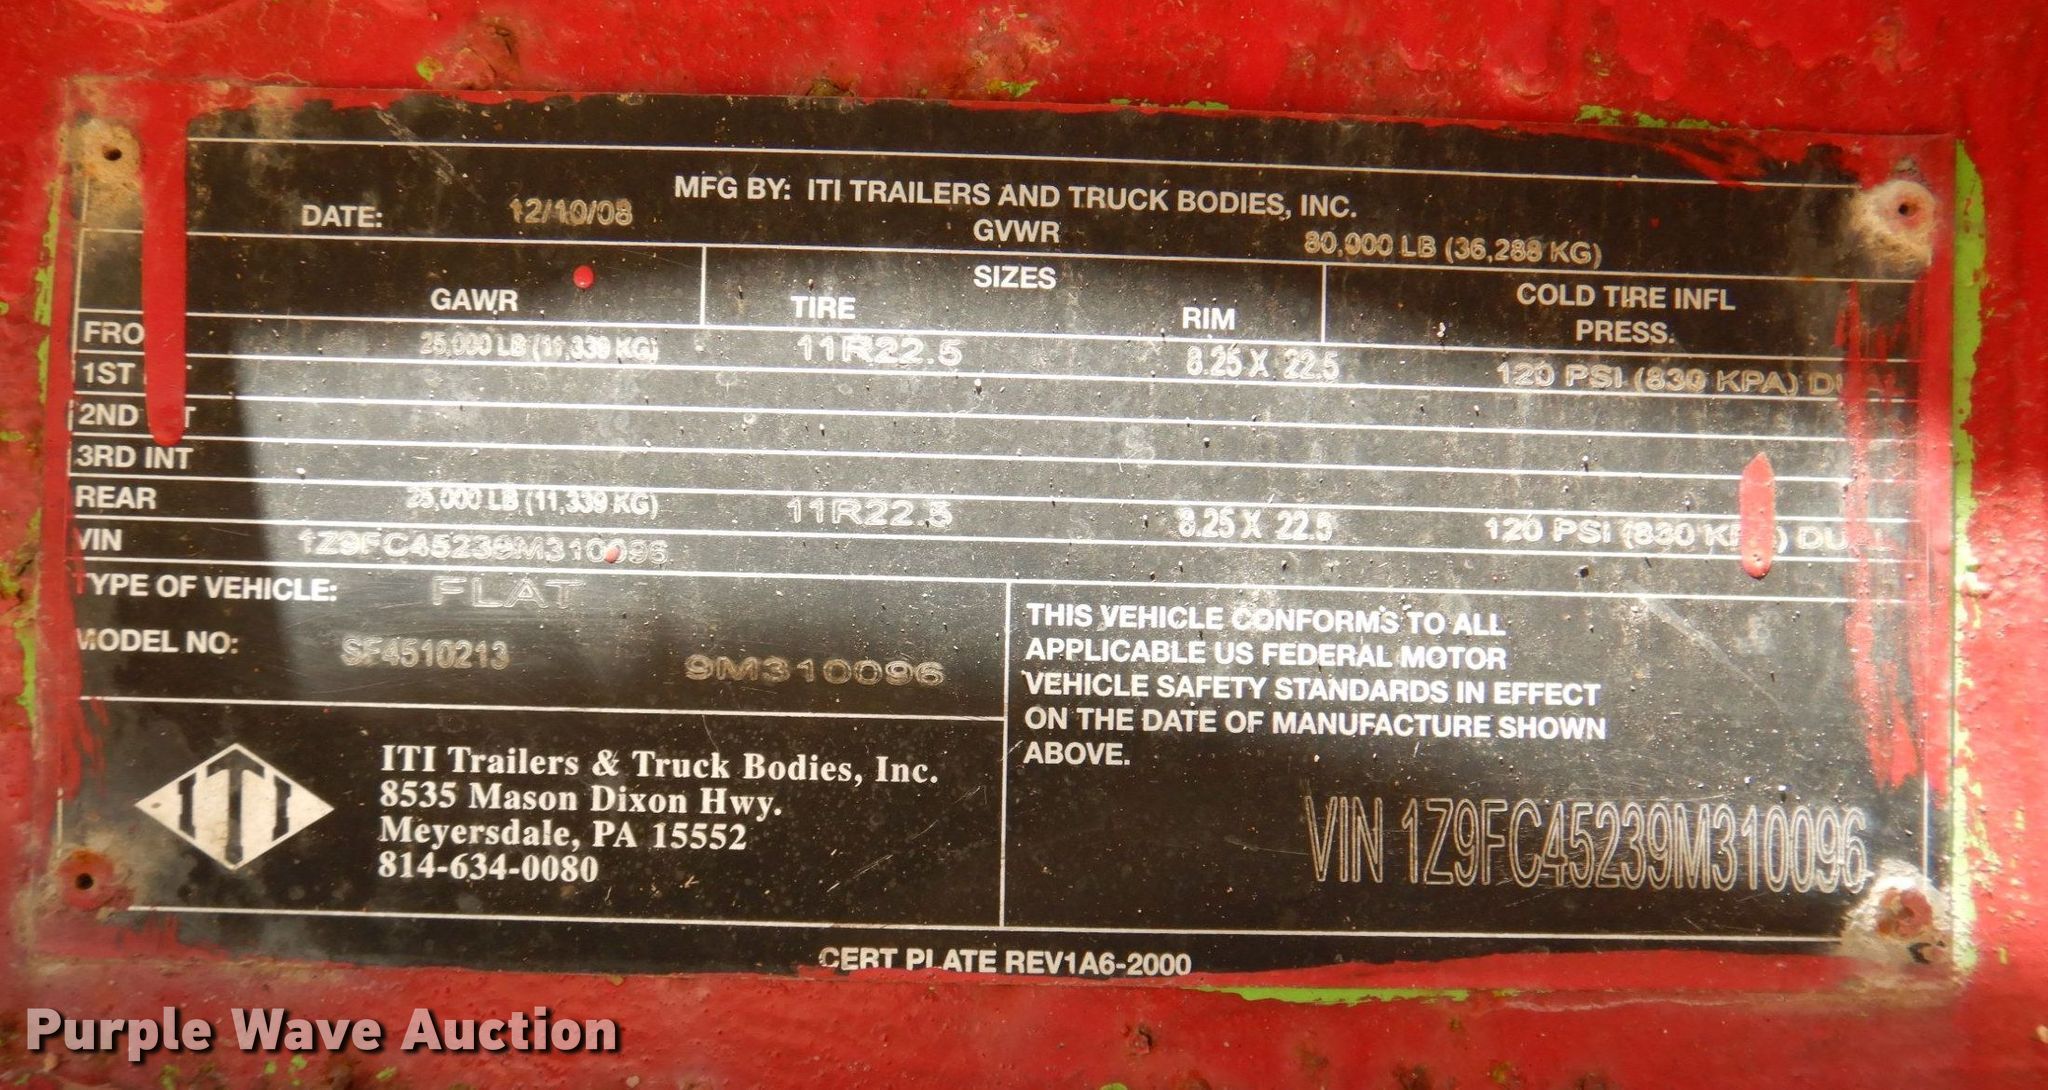 MFG BY: ITI TRAILERS AND TRUCK BODIES, INC.
DATE: 12/10/08 GVWR 80,000 LB (36,288 KG)
GAWR SIZES COLD TIRE INFL
TIRE RIM PRESS.
25,000 LB (11,339 KG) 11R22.5 8.25 X 22.5 120 PSI (830 KPA) DUAL
1ST
2ND
3RD INT
REAR 25,000 LB (11,339 KG) 11R22.5 8.25 X 22.5 120 PSI (830 KPA) DUAL
VIN 1Z9FC45239M310096
TYPE OF VEHICLE: FLAT
MODEL NO: SF4510213 9M310096
THIS VEHICLE CONFORMS TO ALL
APPLICABLE US FEDERAL MOTOR
VEHICLE SAFETY STANDARDS IN EFFECT
ON THE DATE OF MANUFACTURE SHOWN
ABOVE.
VIN 1Z9FC45239M310096
ITI
ITI Trailers & Truck Bodies, Inc.
8535 Mason Dixon Hwy.
Meyersdale, PA 15552
814-634-0080
CERT PLATE REV1A6-2000
Purple Wave Auction